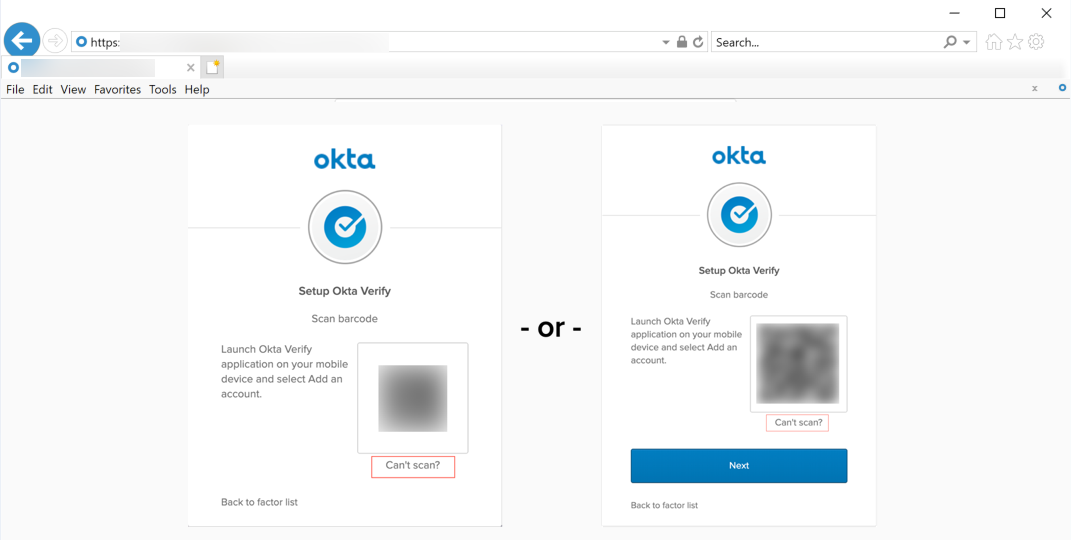 https:
Search...
x
File Edit View Favorites Tools Help
x
okta
Setup Okta Verify
Scan barcode
Launch Okta Verify
application on your mobile
device and select Add an
account.
Can't scan?
Back to factor list
- or -
okta
Setup Okta Verify
Scan barcode
Launch Okta Verify
application on your mobile
device and select Add an
account.
Can't scan?
Next
Back to factor list